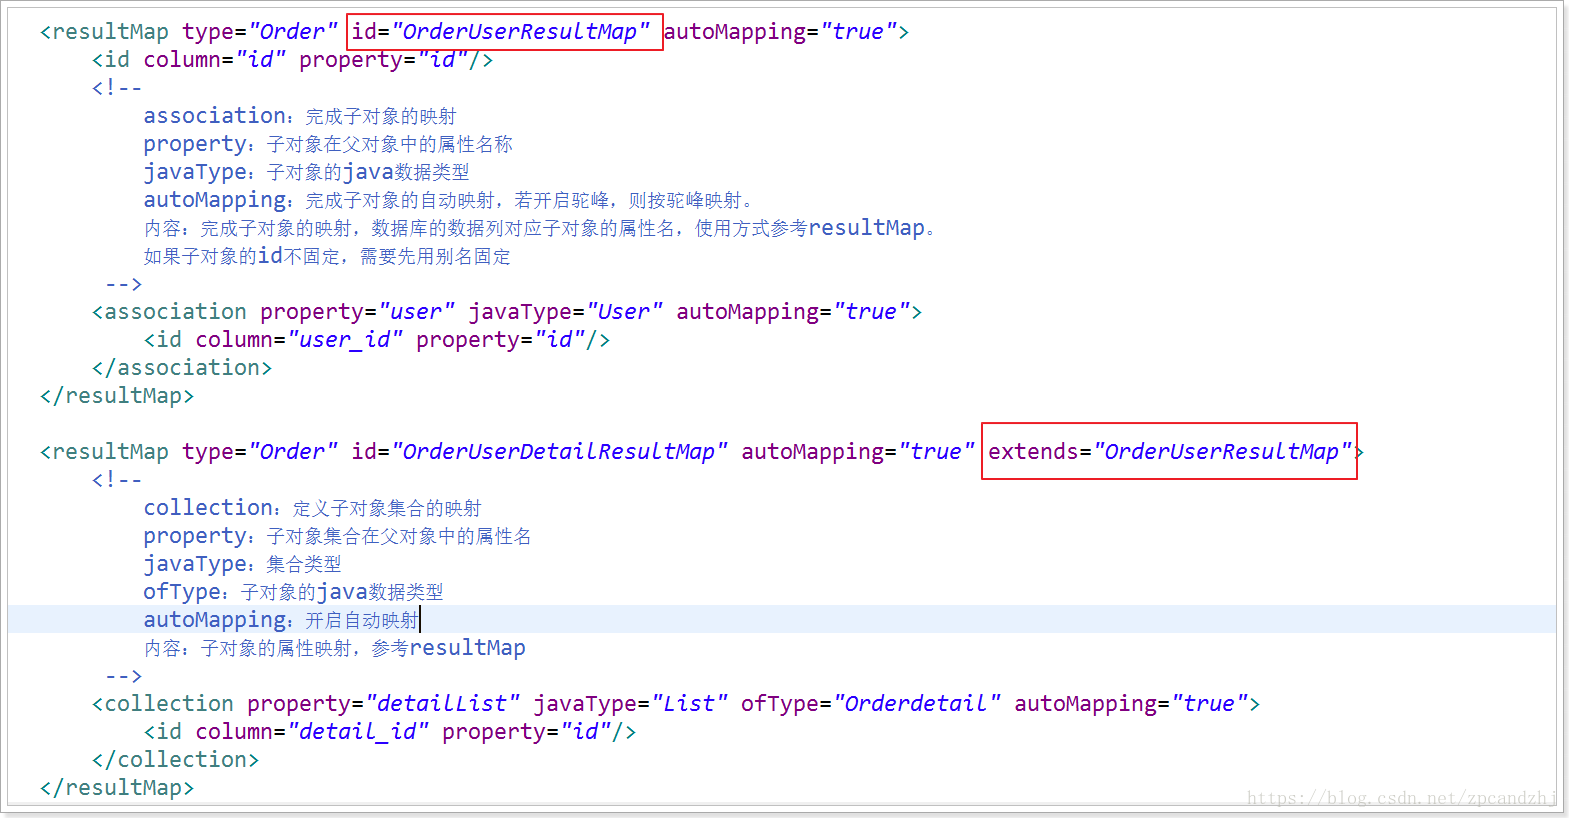 <resultMap type="Order" id="OrderUserResultMap" autoMapping="true">
<id column="id" property="id"/>
<!--
association：完成子对象的映射
property：子对象在父对象中的属性名称
javaType：子对象的java数据类型
autoMapping：完成子对象的自动映射，若开启驼峰，则按驼峰映射。
内容：完成子对象的映射，数据库的数据列对应子对象的属性名，使用方式参考resultMap。
如果子对象的id不固定，需要先用别名固定
-->
<association property="user" javaType="User" autoMapping="true">
<id column="user_id" property="id"/>
</association>
</resultMap>
<resultMap type="Order" id="OrderUserDetailResultMap" autoMapping="true" extends="OrderUserResultMap">
<!--
collection：定义子对象集合的映射
property：子对象集合在父对象中的属性名
javaType：集合类型
ofType：子对象的java数据类型
autoMapping：开启自动映射
内容：子对象的属性映射，参考resultMap
-->
<collection property="detailList" javaType="List" ofType="Orderdetail" autoMapping="true">
<id column="detail_id" property="id"/>
</collection>
</resultMap>
https://blog.csdn.net/zpcandzhj